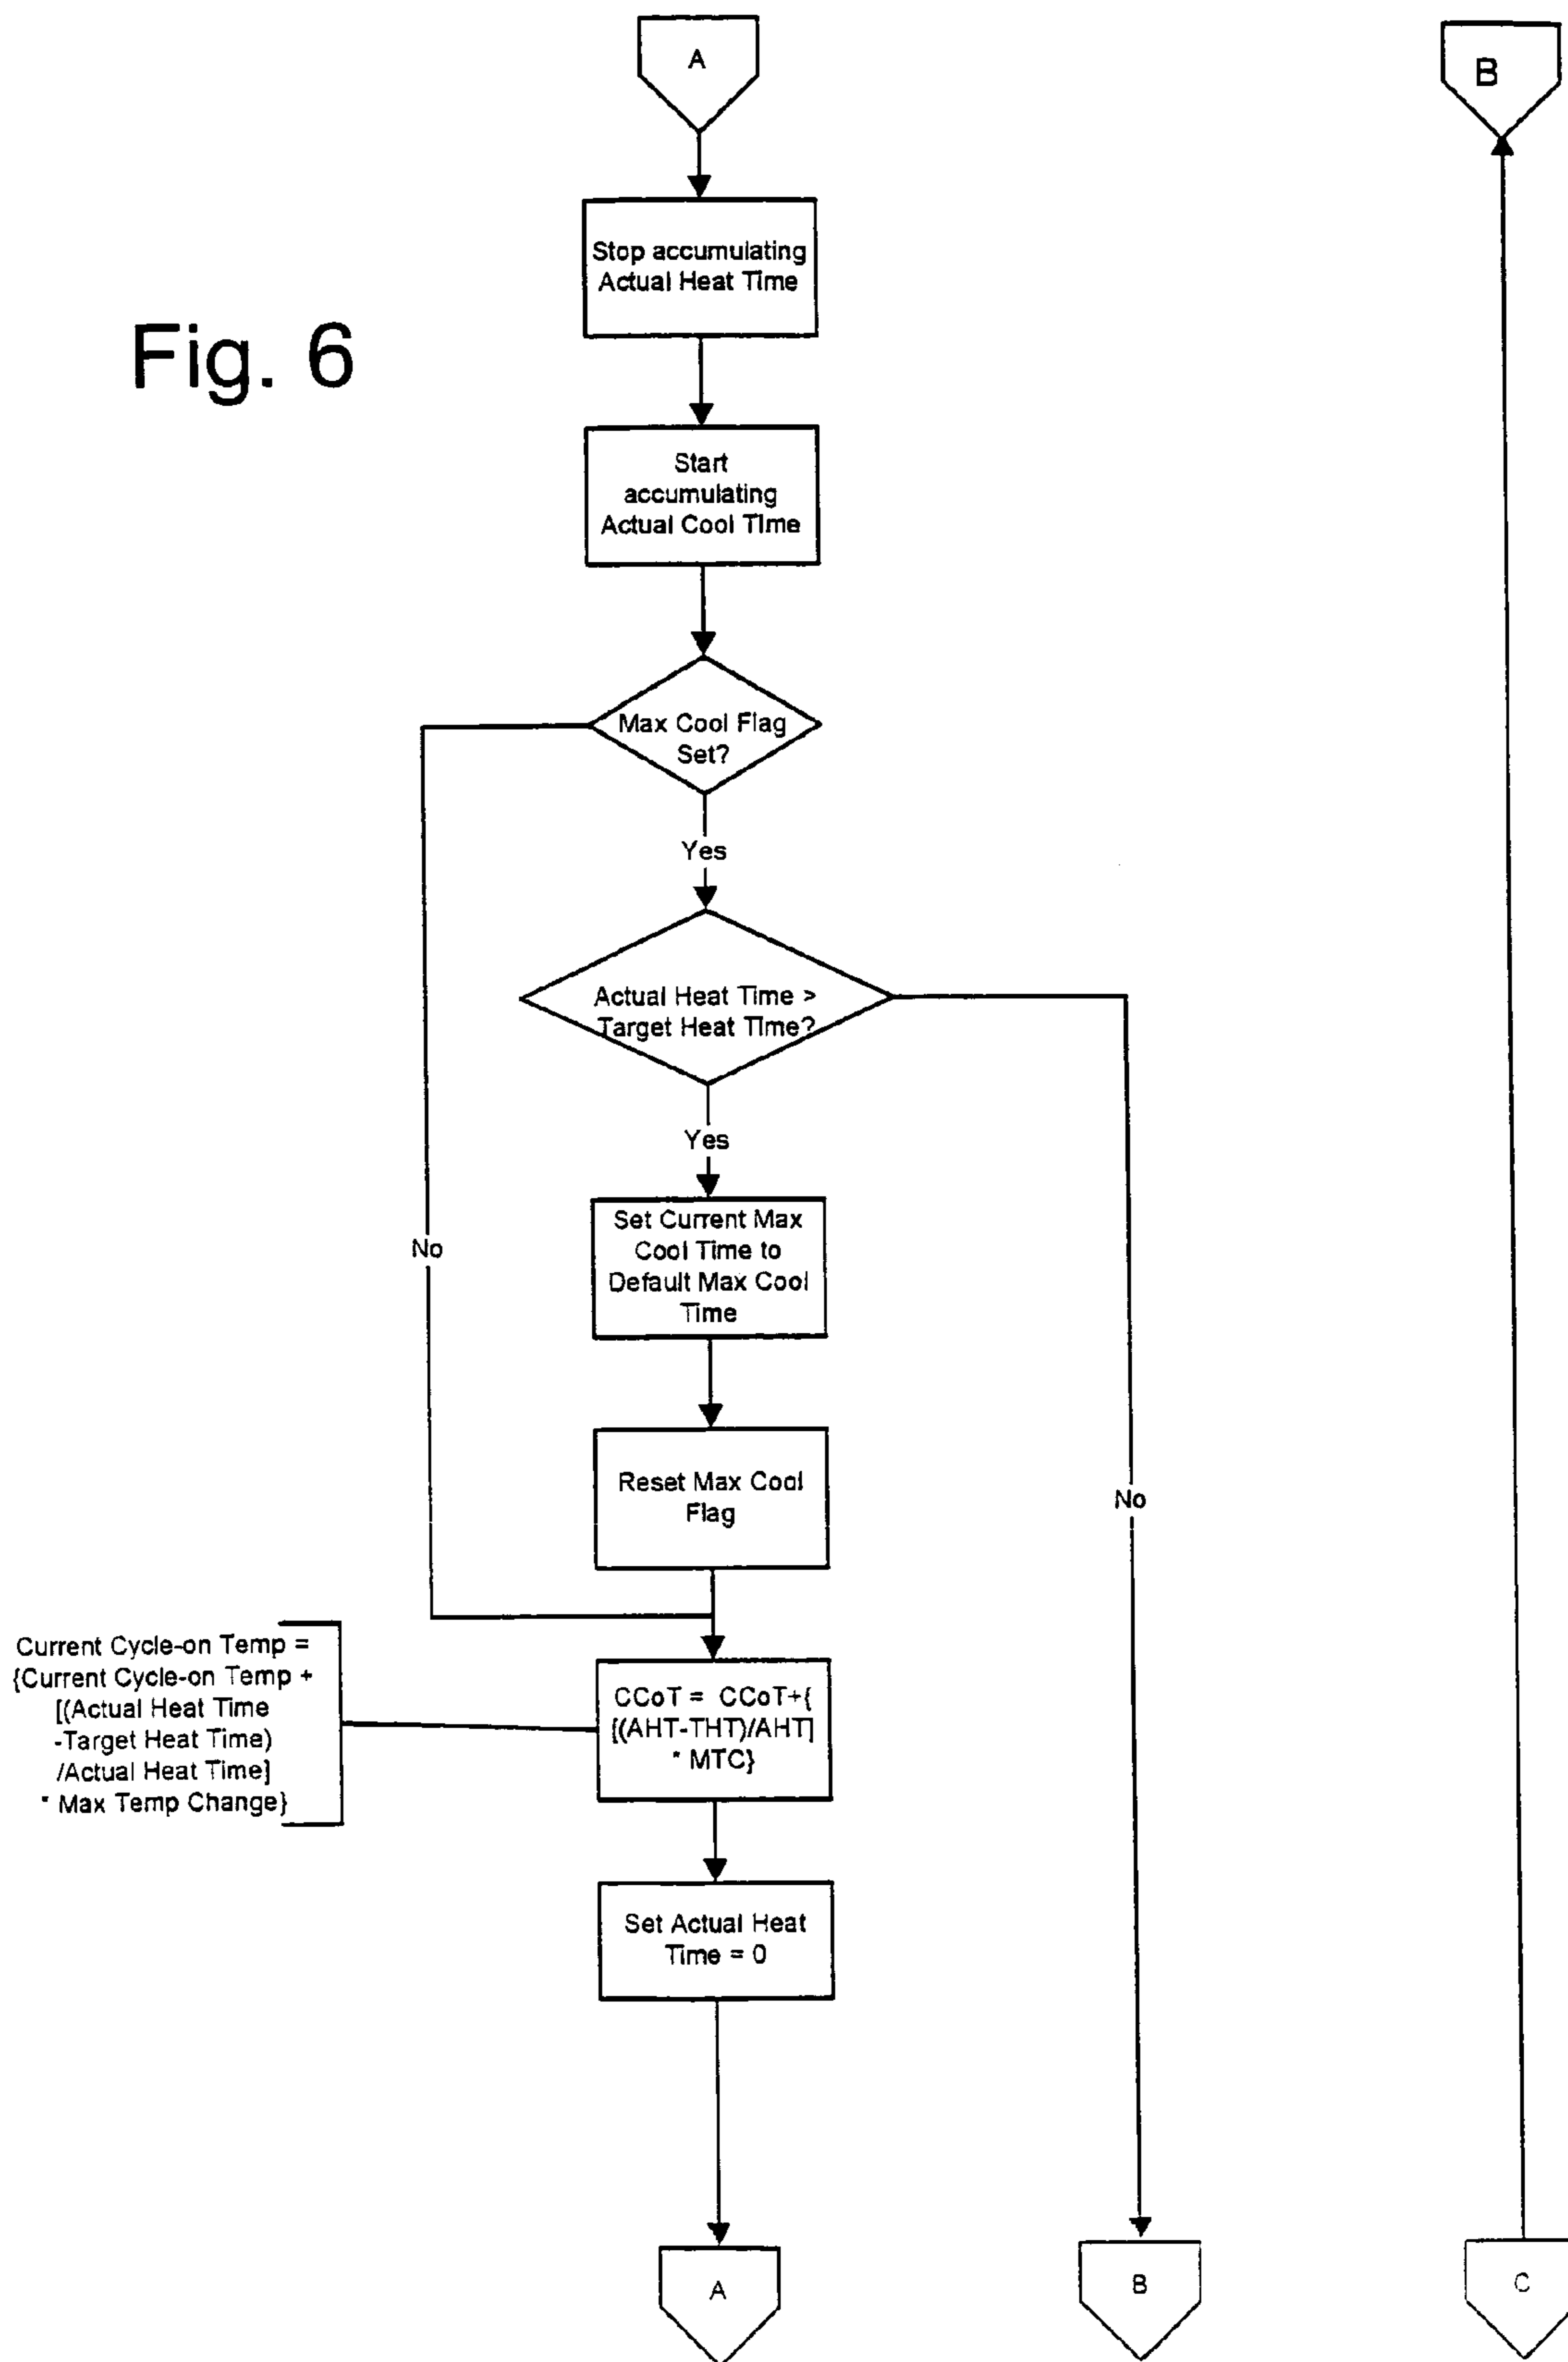 A
B
Stop accumulating
Actual Heat Time
Fig. 6
Start
accumulating
Actual Cool Time
Max Cool Flag
Set?
Yes
Actual Heat Time >
Target Heat Time?
Yes
Set Current Max
Cool Time to
Default Max Cool
Time
No
Reset Max Cool
Flag
No
Current Cycle-on Temp =
{Current Cycle-on Temp +
[(Actual Heat Time
-Target Heat Time)
/Actual Heat Time]
* Max Temp Change}
CCoT = CCoT+{
[(AHT-THT)/AHT]
* MTC}
Set Actual Heat
Time = 0
A
B
C